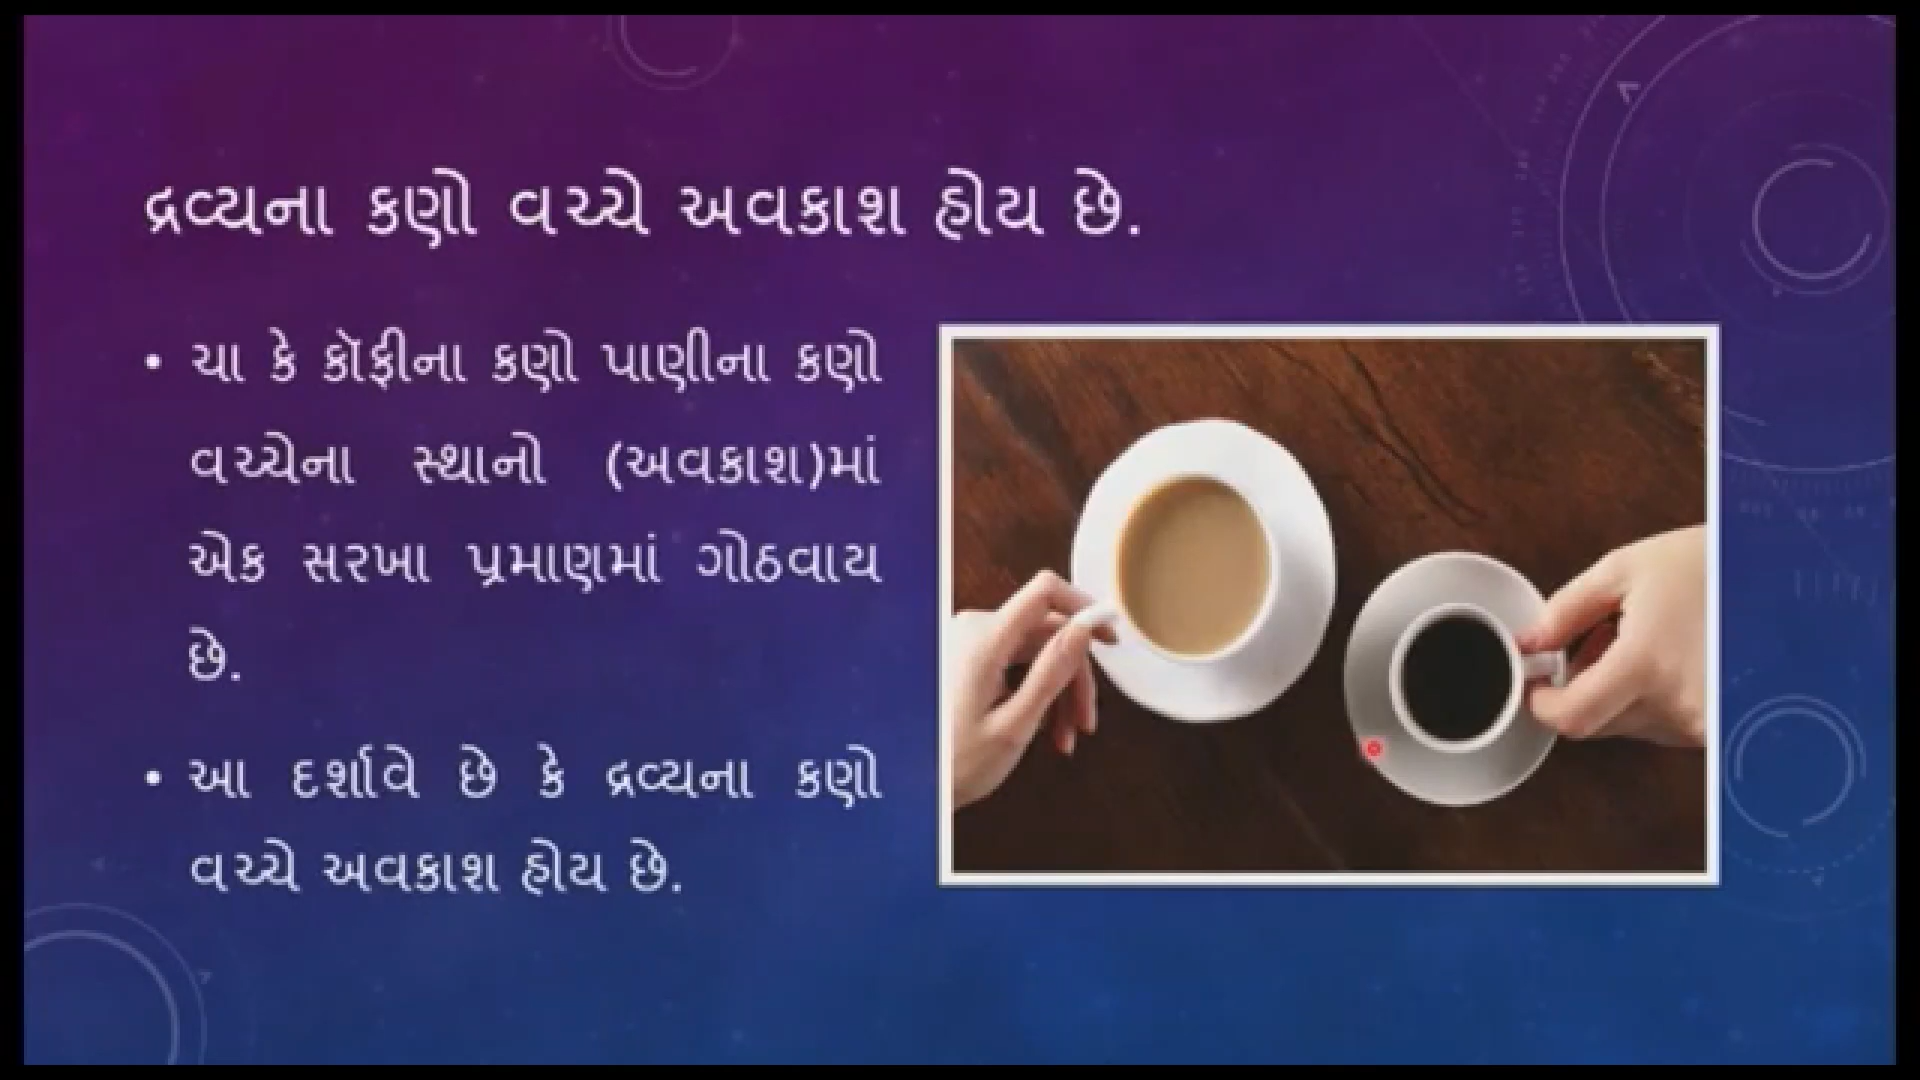 દ્રવ્યના કણો વચ્ચે અવકાશ હોય છે.
• ચા કે કૉફીના કણો પાણીના કણો
વચ્ચેના સ્થાનો (અવકાશ)માં
એક સરખા પ્રમાણમાં ગોઠવાય
છે.
• આ દર્શાવે છે કે દ્રવ્યના કણો
વચ્ચે અવકાશ હોય છે.